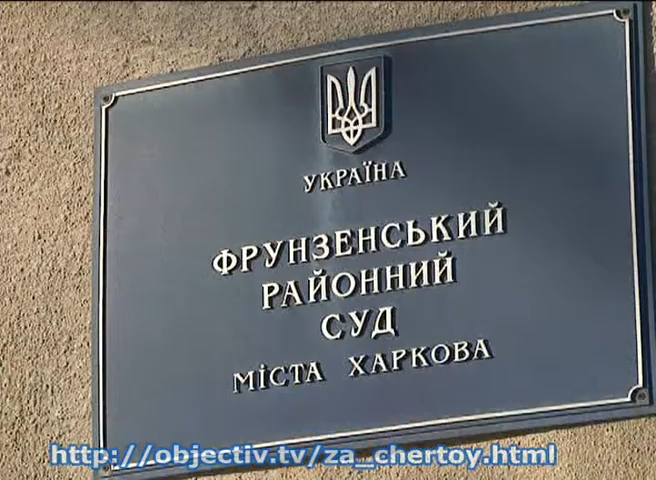 УКРАЇНА
ФРУНЗЕНСЬКИЙ
РАЙОННИЙ
СУД
МІСТА ХАРКОВА
http://objectiv.tv/za_chertoy.html